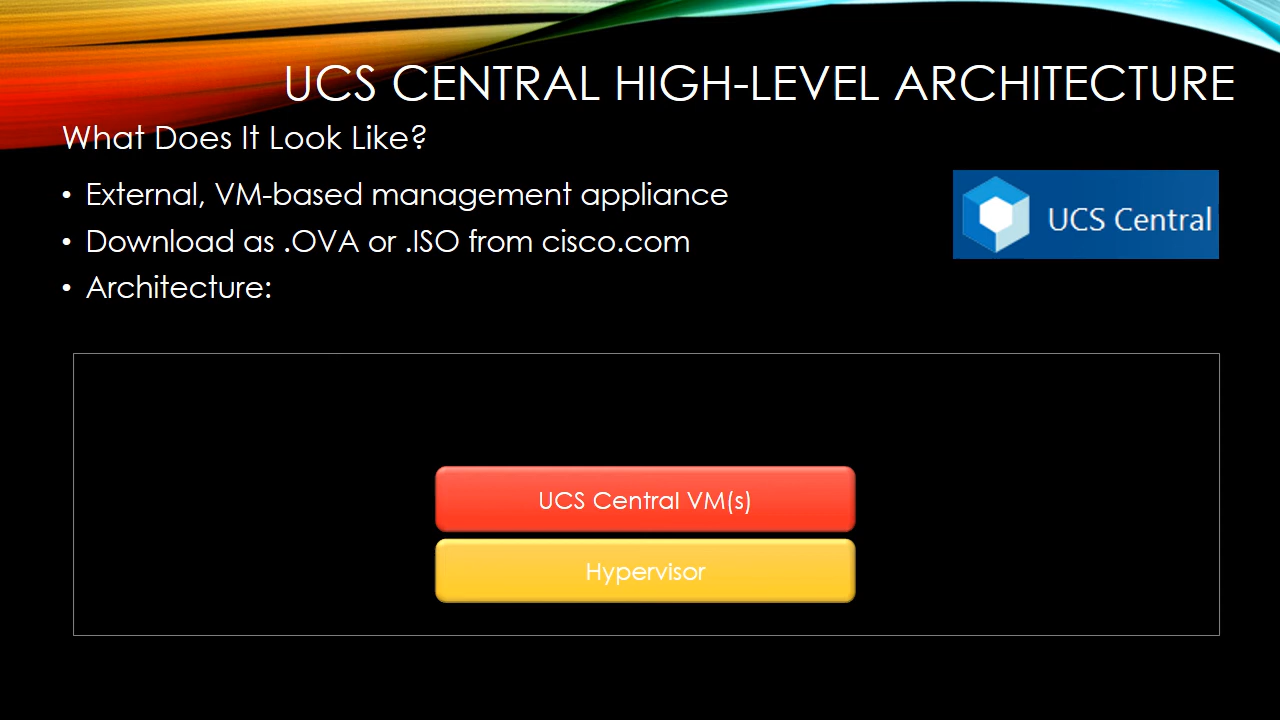 UCS CENTRAL HIGH-LEVEL ARCHITECTURE
What Does It Look Like?
• External, VM-based management appliance
• Download as .OVA or .ISO from cisco.com
• Architecture:
UCS Central
UCS Central VM(s)
Hypervisor